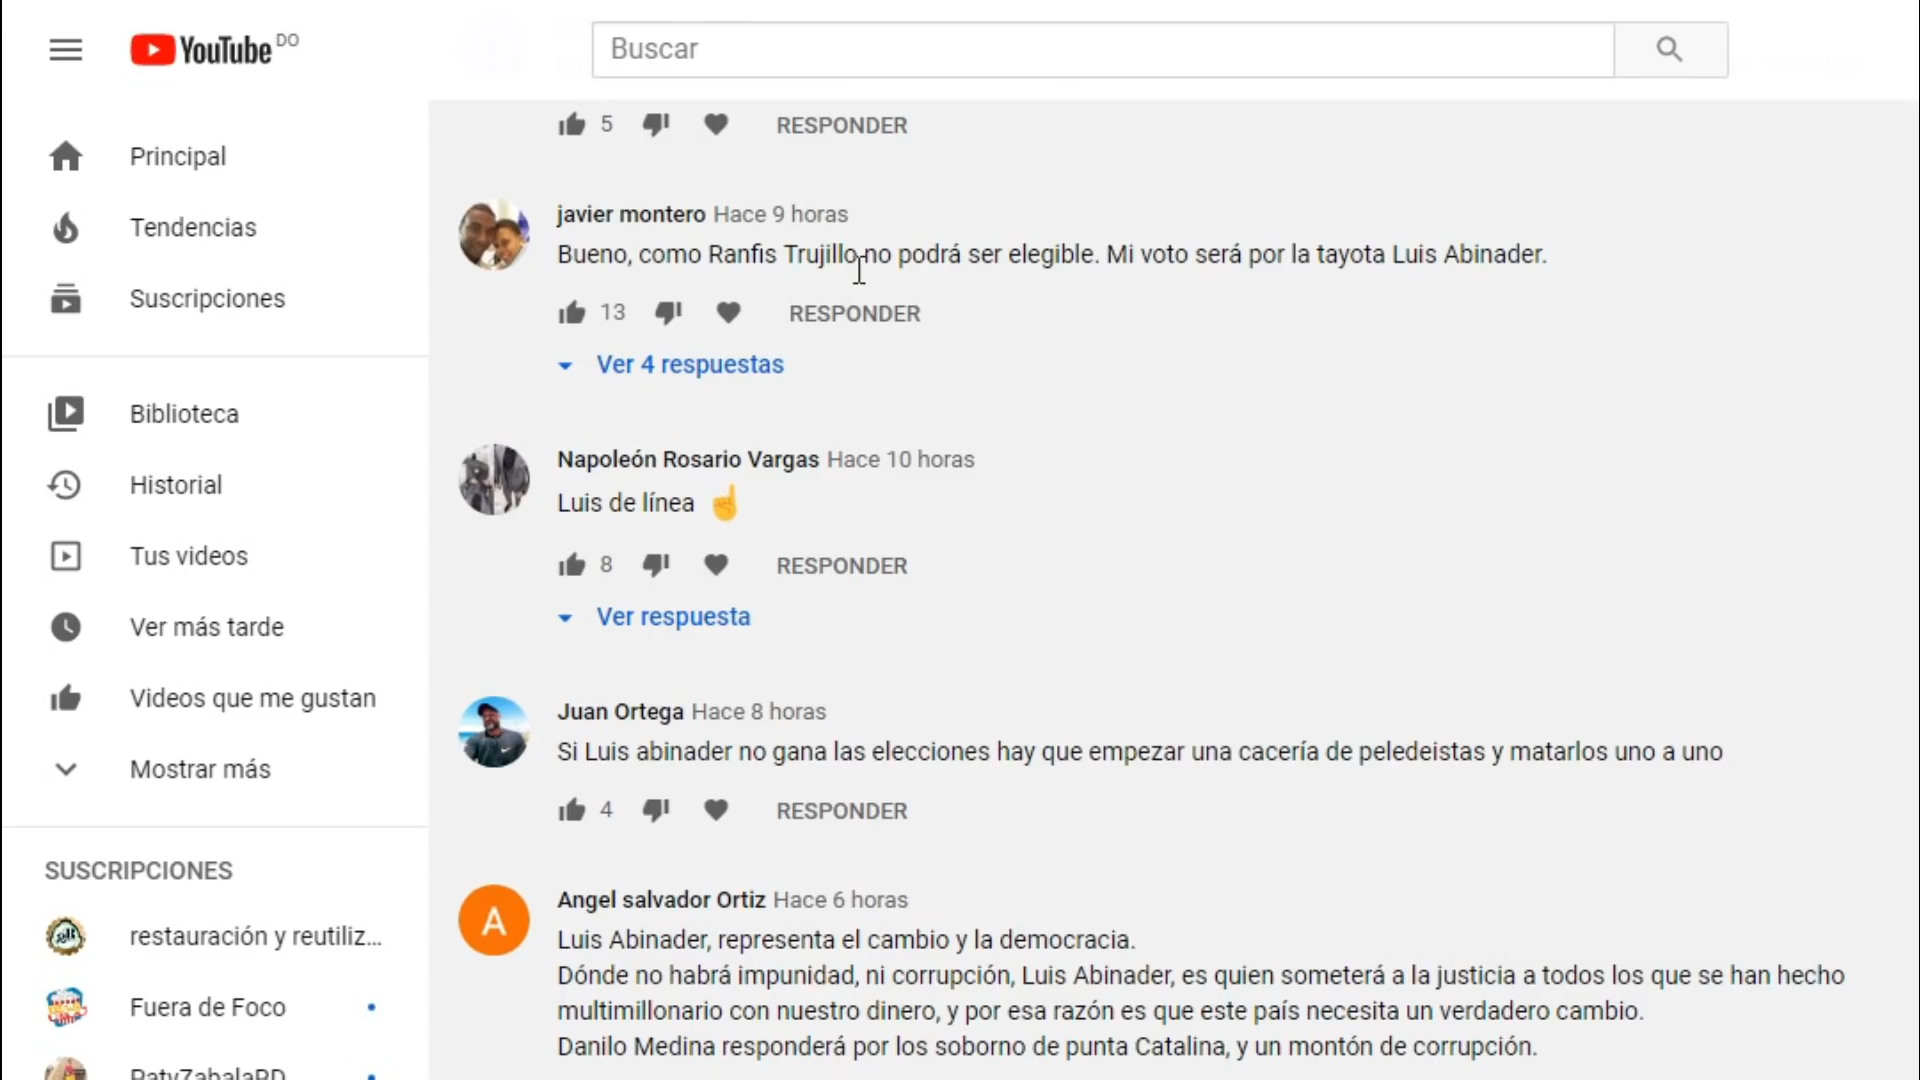 YouTube DO
Buscar
Principal
Tendencias
Suscripciones
Biblioteca
Historial
Tus videos
Ver más tarde
Videos que me gustan
Mostrar más
SUSCRIPCIONES
restauración y reutiliz...
Fuera de Foco
PatyZabalaRD
5 RESPONDER
javier montero Hace 9 horas
Bueno, como Ranfis Trujillo no podrá ser elegible. Mi voto será por la tayota Luis Abinader.
13 RESPONDER
Ver 4 respuestas
Napoleón Rosario Vargas Hace 10 horas
Luis de línea ☝
8 RESPONDER
Ver respuesta
Juan Ortega Hace 8 horas
Si Luis abinader no gana las elecciones hay que empezar una cacería de peledeistas y matarlos uno a uno
4 RESPONDER
A
Angel salvador Ortiz Hace 6 horas
Luis Abinader, representa el cambio y la democracia.
Dónde no habrá impunidad, ni corrupción, Luis Abinader, es quien someterá a la justicia a todos los que se han hecho
multimillonario con nuestro dinero, y por esa razón es que este país necesita un verdadero cambio.
Danilo Medina responderá por los soborno de punta Catalina, y un montón de corrupción.